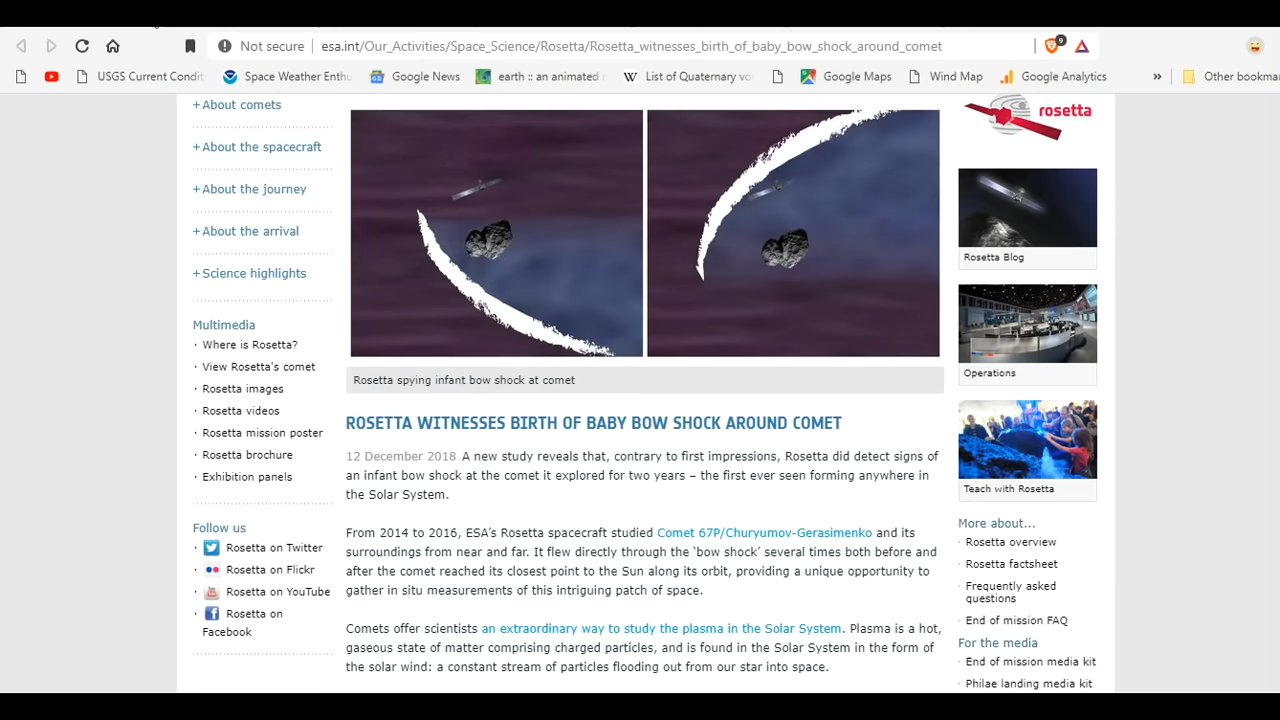 Not secure | esa.int/Our_Activities/Space_Science/Rosetta/Rosetta_witnesses_birth_of_baby_bow_shock_around_comet
9
USGS Current Condit
Space Weather Enthu
Google News
earth :: an animated
List of Quaternary vo
Google Maps
Wind Map
Google Analytics
»
Other bookma
+ About comets
+ About the spacecraft
+ About the journey
+ About the arrival
+ Science highlights
Multimedia
· Where is Rosetta?
· View Rosetta's comet
· Rosetta images
· Rosetta videos
· Rosetta mission poster
· Rosetta brochure
· Exhibition panels
Follow us
· Rosetta on Twitter
· Rosetta on Flickr
· Rosetta on YouTube
· Rosetta on
Facebook
Rosetta spying infant bow shock at comet
ROSETTA WITNESSES BIRTH OF BABY BOW SHOCK AROUND COMET
12 December 2018 A new study reveals that, contrary to first impressions, Rosetta did detect signs of
an infant bow shock at the comet it explored for two years – the first ever seen forming anywhere in
the Solar System.
From 2014 to 2016, ESA's Rosetta spacecraft studied Comet 67P/Churyumov-Gerasimenko and its
surroundings from near and far. It flew directly through the 'bow shock' several times both before and
after the comet reached its closest point to the Sun along its orbit, providing a unique opportunity to
gather in situ measurements of this intriguing patch of space.
Comets offer scientists an extraordinary way to study the plasma in the Solar System. Plasma is a hot,
gaseous state of matter comprising charged particles, and is found in the Solar System in the form of
the solar wind: a constant stream of particles flooding out from our star into space.
rosetta
Rosetta Blog
Operations
Teach with Rosetta
More about...
· Rosetta overview
· Rosetta factsheet
· Frequently asked
questions
· End of mission FAQ
For the media
· End of mission media kit
· Philae landing media kit